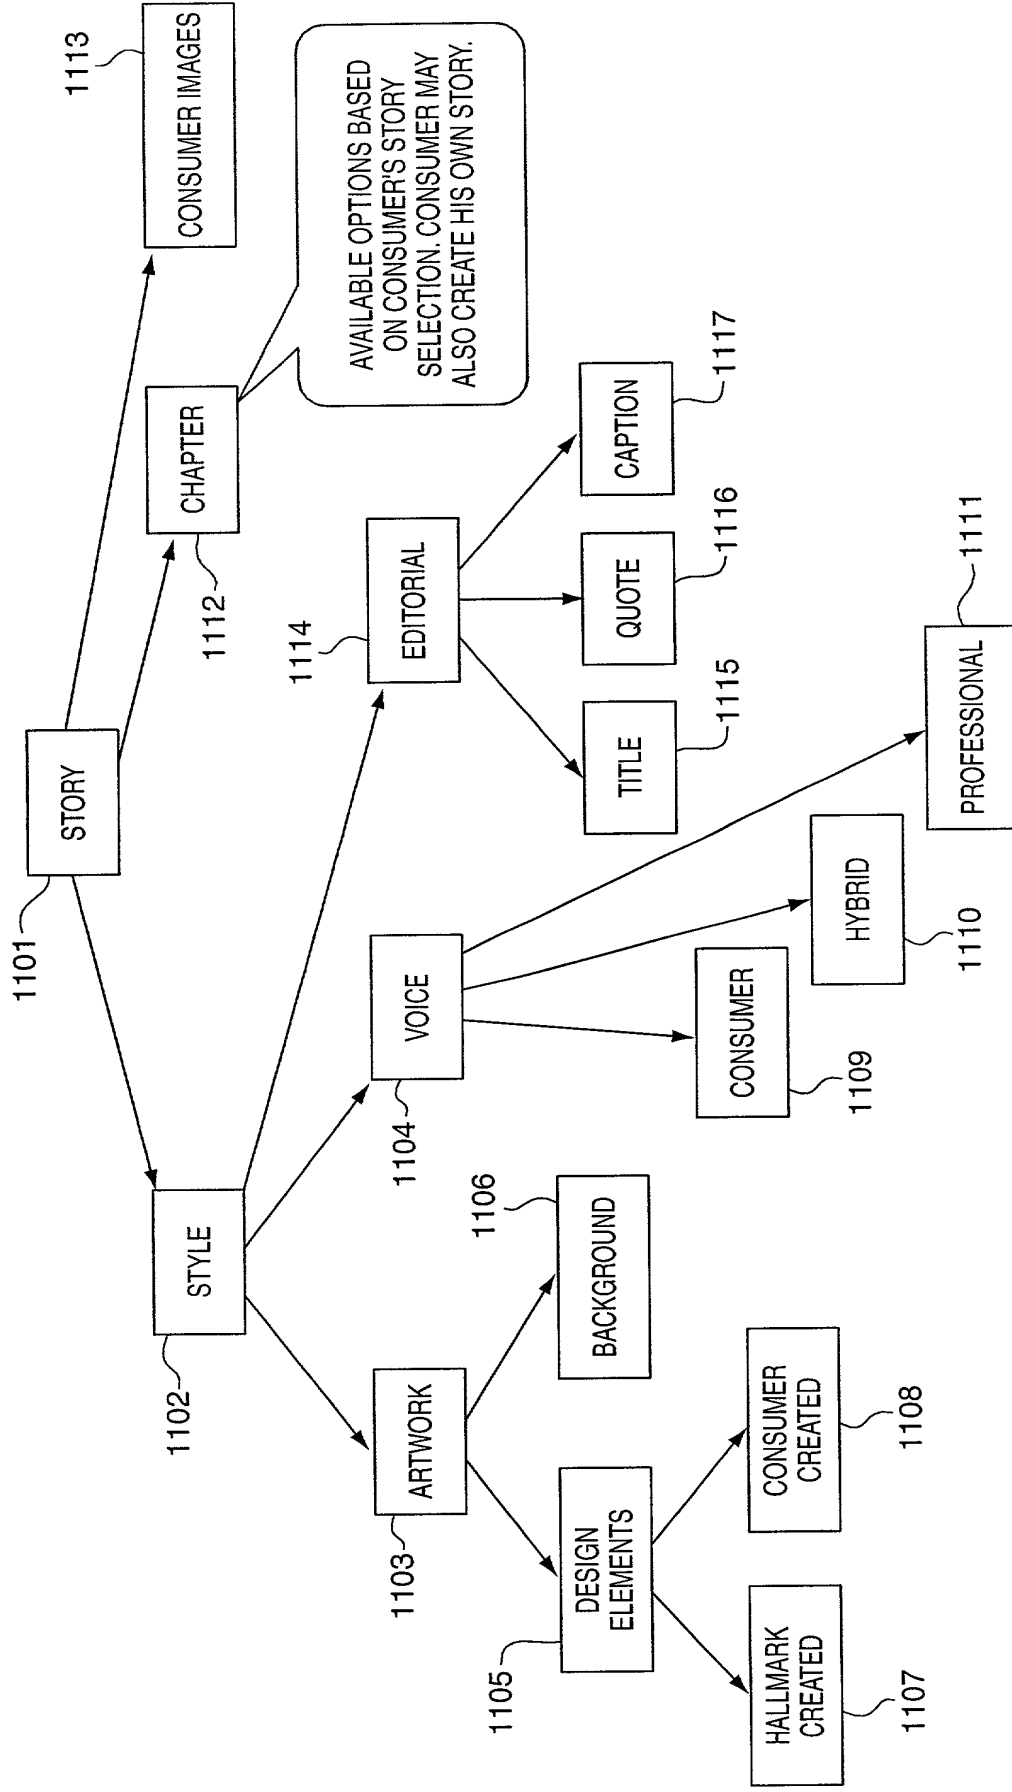 1101
STORY
1102
STYLE
1112
CHAPTER
1113
CONSUMER IMAGES
AVAILABLE OPTIONS BASED
ON CONSUMER'S STORY
SELECTION. CONSUMER MAY
ALSO CREATE HIS OWN STORY.
1103
ARTWORK
1104
VOICE
1114
EDITORIAL
1105
DESIGN
ELEMENTS
1106
BACKGROUND
TITLE
1115
QUOTE
1116
CAPTION
1117
HALLMARK
CREATED
1107
CONSUMER
CREATED
1108
CONSUMER
1109
HYBRID
1110
PROFESSIONAL
1111